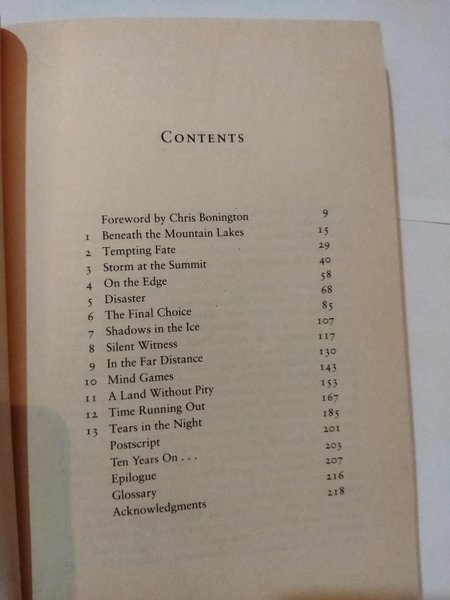 CONTENTS
Foreword by Chris Bonington 9
1 Beneath the Mountain Lakes 15
2 Tempting Fate 29
3 Storm at the Summit 40
4 On the Edge 58
5 Disaster 68
6 The Final Choice 85
7 Shadows in the Ice 107
8 Silent Witness 117
9 In the Far Distance 130
10 Mind Games 143
11 A Land Without Pity 153
12 Time Running Out 167
13 Tears in the Night 185
Postscript 201
Ten Years On . . . 203
Epilogue 207
Glossary 216
Acknowledgments 218